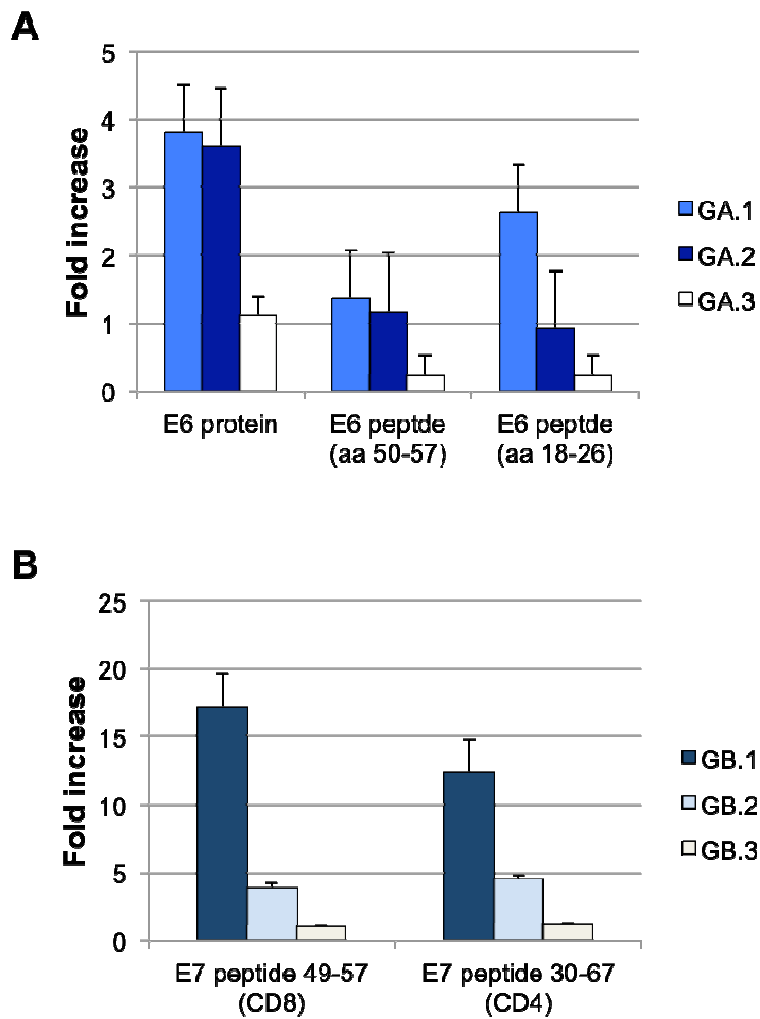 A
Fold increase
5
4
3
2
1
0
E6 protein
E6 peptde
(aa 50-57)
E6 peptde
(aa 18-26)
GA.1
GA.2
GA.3
B
Fold increase
25
20
15
10
5
0
E7 peptide 49-57
(CD8)
E7 peptide 30-67
(CD4)
GB.1
GB.2
GB.3